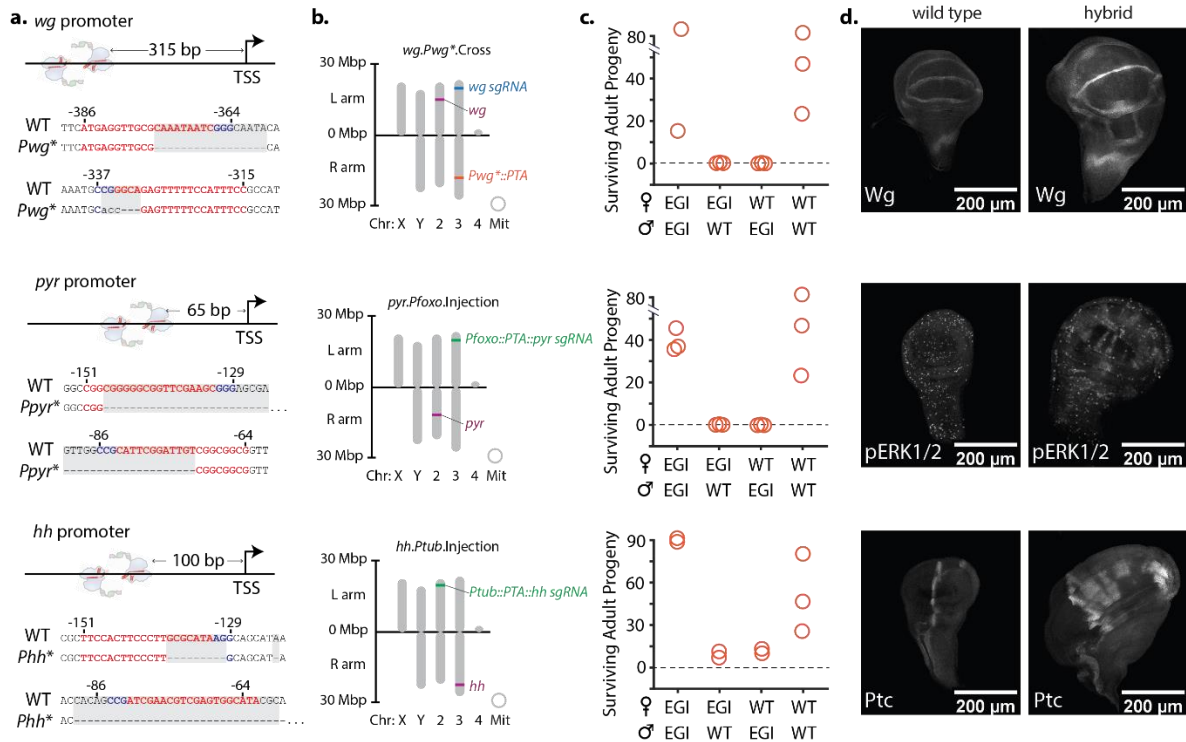 a.
wg promoter
315 bp
TSS
-386 -364
WT TTCATGAGGTTGCGCAAATAATCGGGCAATACA
Pwg* TTCATGAGGTTGCG-----------------CA
-337 -315
WT AAATGCCGGGCAGAGTTTTTCCATTTCCGCCAT
Pwg* AAATGCacc----GAGTTTTTCCATTTCCGCCAT
pyr promoter
65 bp
TSS
-151 -129
WT GGCCGGCGGGGGCGGTTCGAAGCGGGAGCGA
Ppyr* GGCCGG-------------------------...
-86 -64
WT GTTGGCCGCATTCGGATTGTCGGCGGCGGTT
Ppyr* --------------------CGGCGGCGGTT
hh promoter
100 bp
TSS
-151 -129
WT CGCTTCCACTTCCCTTGCGCATAAGGCAGCATAA
Phh* CGCTTCCACTTCCCTT---------GCAGCAT-A
-86 -64
WT ACCACAGCCGATCGAACGTCGAGTGGCATACGCA
Phh* AC--------------------------------...
b.
wg.Pwg*.Cross
30 Mbp
L arm
0 Mbp
R arm
30 Mbp
wg sgRNA
wg
Pwg*::PTA
Chr: X Y 2 3 4 Mit
pyr.Pfoxo.Injection
30 Mbp
L arm
0 Mbp
R arm
30 Mbp
Pfoxo::PTA::pyr sgRNA
pyr
Chr: X Y 2 3 4 Mit
hh.Ptub.Injection
30 Mbp
L arm
0 Mbp
R arm
30 Mbp
Ptub::PTA::hh sgRNA
hh
Chr: X Y 2 3 4 Mit
c.
Surviving Adult Progeny
80
40
20
0
♀ EGI EGI WT WT
♂ EGI WT EGI WT
Surviving Adult Progeny
80
40
20
0
♀ EGI EGI WT WT
♂ EGI WT EGI WT
Surviving Adult Progeny
90
60
30
0
♀ EGI EGI WT WT
♂ EGI WT EGI WT
d.
wild type hybrid
Wg 200 µm
Wg 200 µm
pERK1/2 200 µm
pERK1/2 200 µm
Ptc 200 µm
Ptc 200 µm